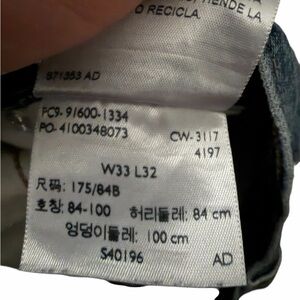 O RECICLA.
871353 AD
PC9-91600-1334
PO-4100348073
CW-3117
4197
W33 L32
尺码: 175/84B
호칭: 84-100 허리둘레: 84 cm
엉덩이둘레: 100 cm
S40196 AD